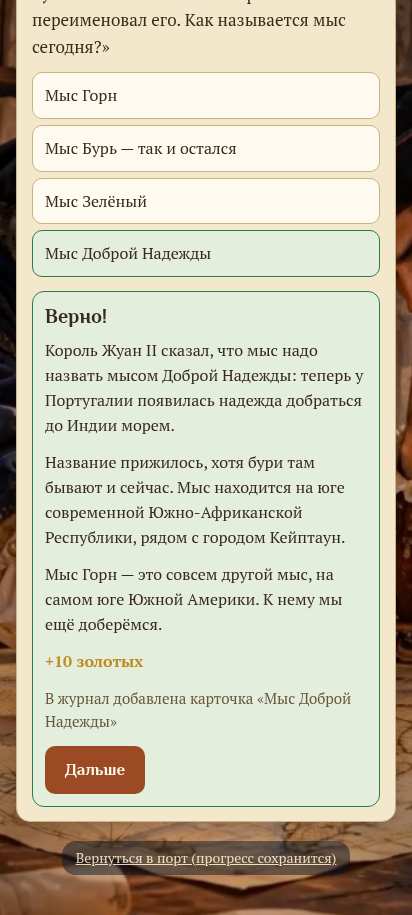 переименовал его. Как называется мыс
сегодня?»
Мыс Горн
Мыс Бурь — так и остался
Мыс Зелёный
Мыс Доброй Надежды
Верно!
Король Жуан II сказал, что мыс надо
назвать мысом Доброй Надежды: теперь у
Португалии появилась надежда добраться
до Индии морем.
Название прижилось, хотя бури там
бывают и сейчас. Мыс находится на юге
современной Южно-Африканской
Республики, рядом с городом Кейптаун.
Мыс Горн — это совсем другой мыс, на
самом юге Южной Америки. К нему мы
ещё доберёмся.
+10 золотых
В журнал добавлена карточка «Мыс Доброй
Надежды»
Дальше
Вернуться в порт (прогресс сохранится)